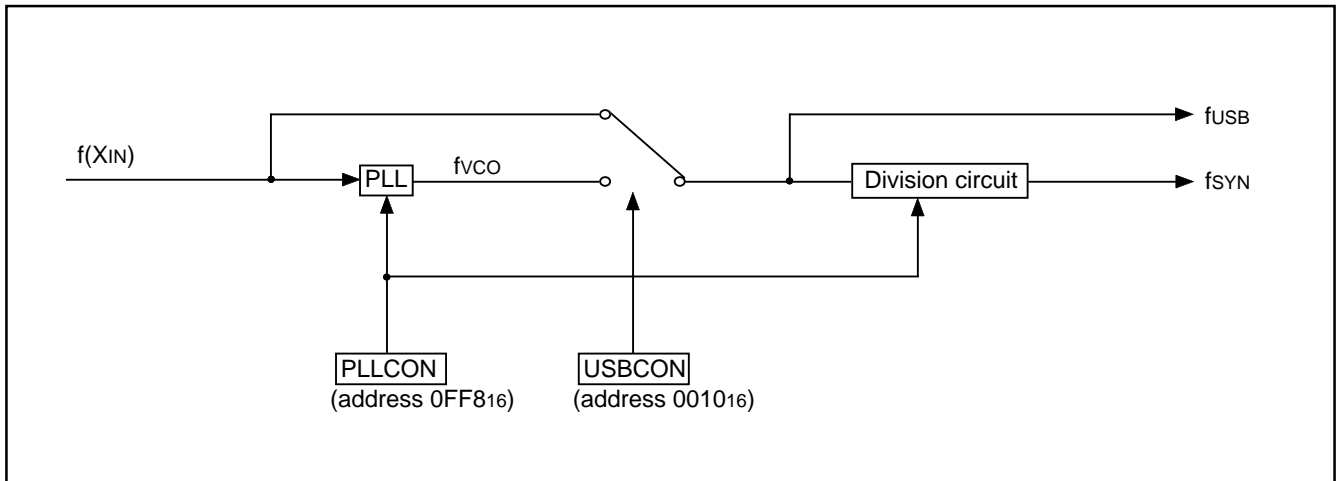 fUSB
f(XIN)
PLL
fVCO
Division circuit
fSYN
PLLCON
(address 0FF816)
USBCON
(address 001016)